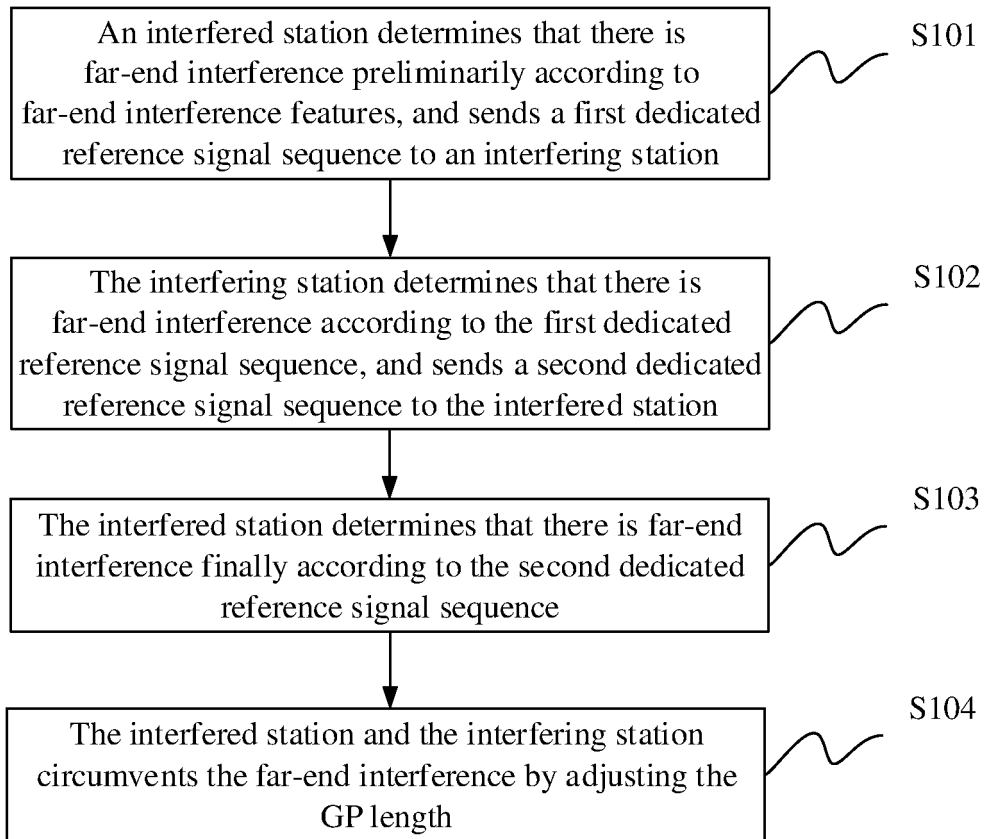 An interfered station determines that there is
far-end interference preliminarily according to
far-end interference features, and sends a first dedicated
reference signal sequence to an interfering station
S101
The interfering station determines that there is
far-end interference according to the first dedicated
reference signal sequence, and sends a second dedicated
reference signal sequence to the interfered station
S102
The interfered station determines that there is far-end
interference finally according to the second dedicated
reference signal sequence
S103
The interfered station and the interfering station
circumvents the far-end interference by adjusting the
GP length
S104